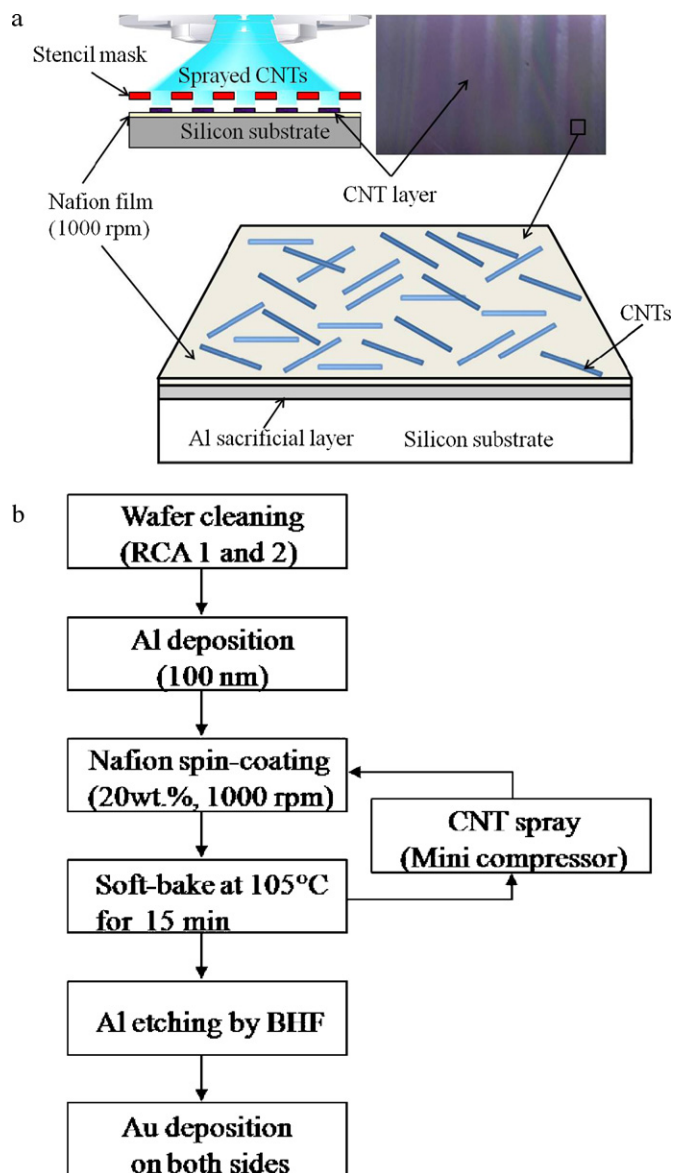 a
Stencil mask
Sprayed CNTs
Silicon substrate
CNT layer
Nafion film
(1000 rpm)
CNTs
Al sacrificial layer
Silicon substrate
b
Wafer cleaning
(RCA 1 and 2)
Al deposition
(100 nm)
Nafion spin-coating
(20wt.%, 1000 rpm)
CNT spray
(Mini compressor)
Soft-bake at 105°C
for 15 min
Al etching by BHF
Au deposition
on both sides